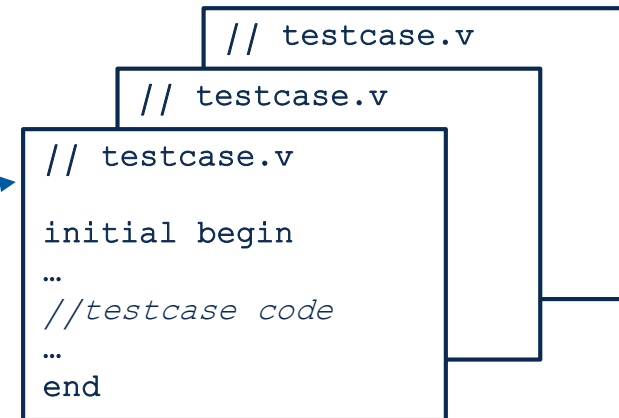 // testcase.v
// testcase.v
// testcase.v
initial begin
…
//testcase code
…
end